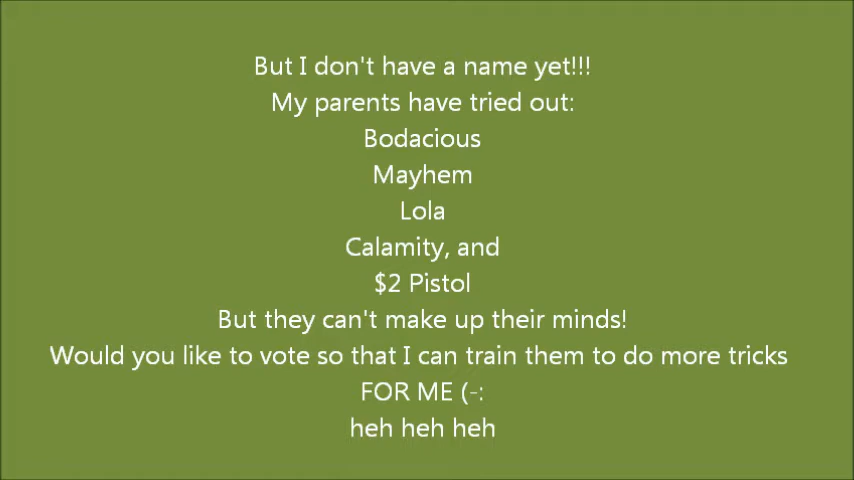 But I don't have a name yet!!!
My parents have tried out:
Bodacious
Mayhem
Lola
Calamity, and
$2 Pistol
But they can't make up their minds!
Would you like to vote so that I can train them to do more tricks
FOR ME (-:
heh heh heh